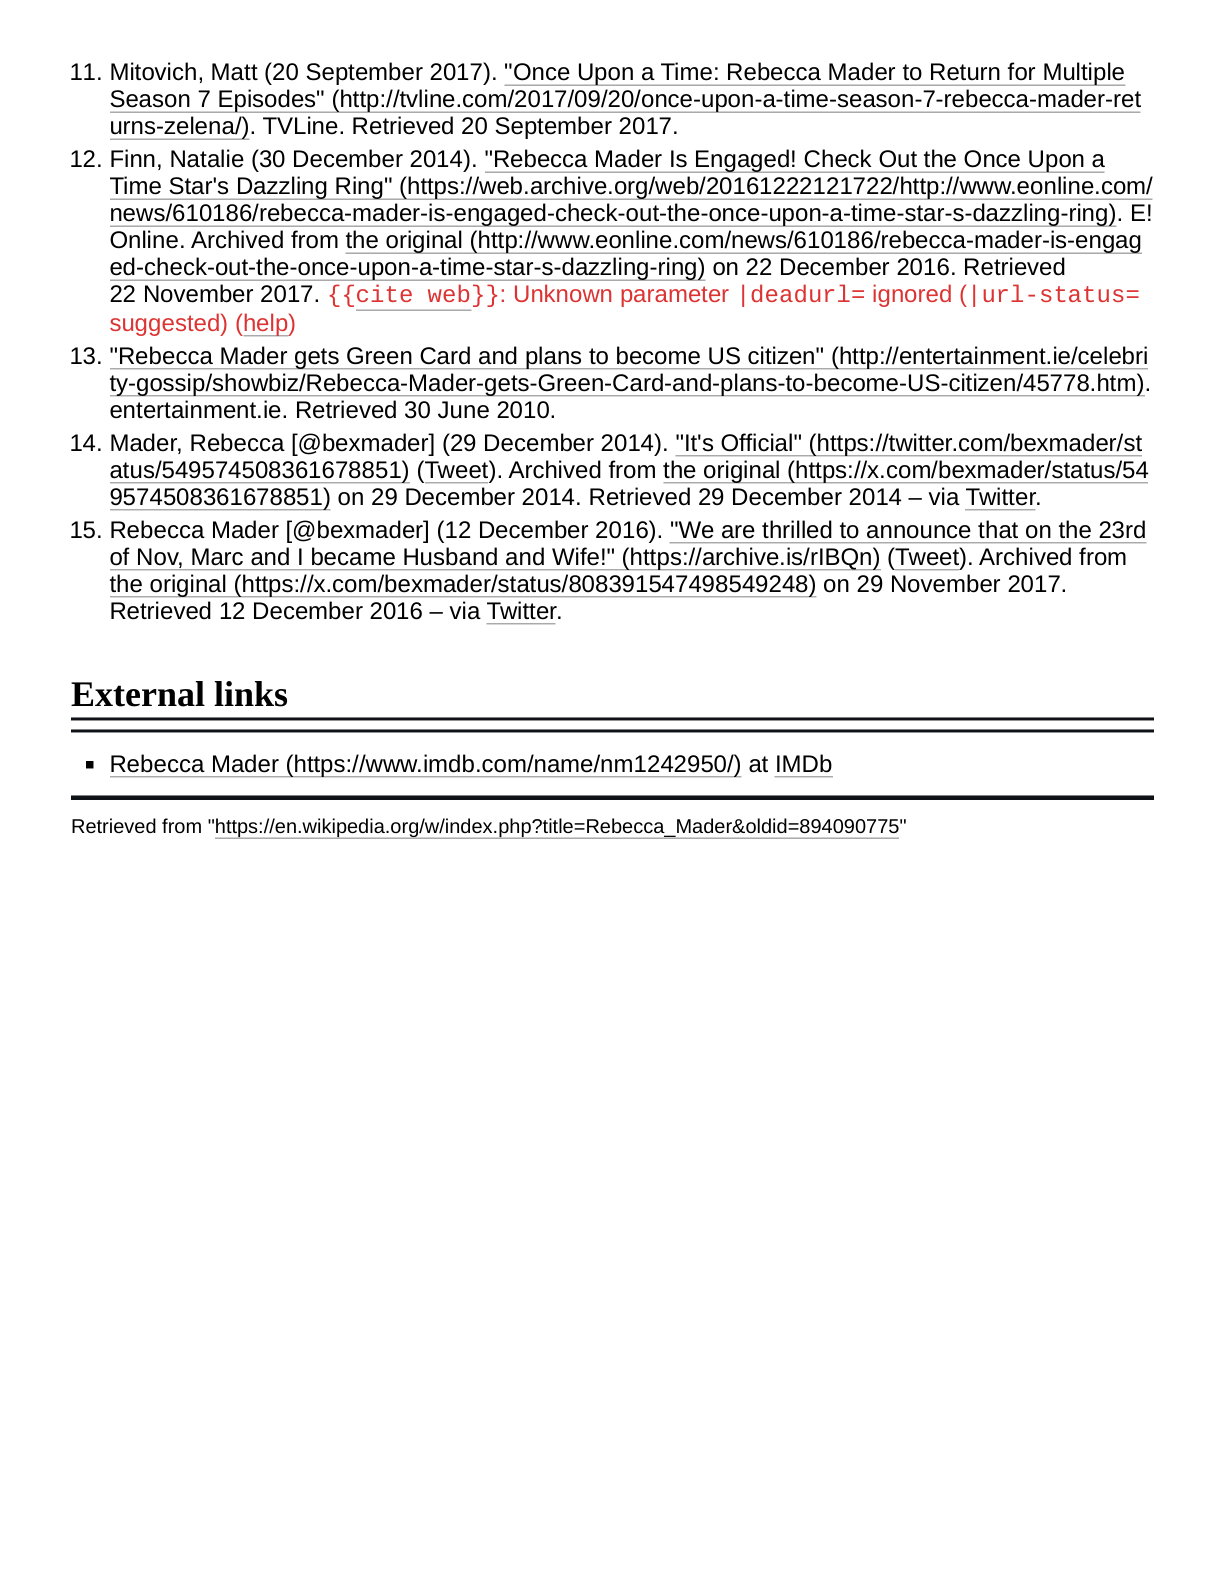 11. Mitovich, Matt (20 September 2017). "Once Upon a Time: Rebecca Mader to Return for Multiple
Season 7 Episodes" (http://tvline.com/2017/09/20/once-upon-a-time-season-7-rebecca-mader-ret
urns-zelena/). TVLine. Retrieved 20 September 2017.
12. Finn, Natalie (30 December 2014). "Rebecca Mader Is Engaged! Check Out the Once Upon a
Time Star's Dazzling Ring" (https://web.archive.org/web/20161222121722/http://www.eonline.com/
news/610186/rebecca-mader-is-engaged-check-out-the-once-upon-a-time-star-s-dazzling-ring). E!
Online. Archived from the original (http://www.eonline.com/news/610186/rebecca-mader-is-engag
ed-check-out-the-once-upon-a-time-star-s-dazzling-ring) on 22 December 2016. Retrieved
22 November 2017. {{cite web}}: Unknown parameter |deadurl= ignored (|url-status=
suggested) (help)
13. "Rebecca Mader gets Green Card and plans to become US citizen" (http://entertainment.ie/celebri
ty-gossip/showbiz/Rebecca-Mader-gets-Green-Card-and-plans-to-become-US-citizen/45778.htm).
entertainment.ie. Retrieved 30 June 2010.
14. Mader, Rebecca [@bexmader] (29 December 2014). "It's Official" (https://twitter.com/bexmader/st
atus/549574508361678851) (Tweet). Archived from the original (https://x.com/bexmader/status/54
9574508361678851) on 29 December 2014. Retrieved 29 December 2014 – via Twitter.
15. Rebecca Mader [@bexmader] (12 December 2016). "We are thrilled to announce that on the 23rd
of Nov, Marc and I became Husband and Wife!" (https://archive.is/rIBQn) (Tweet). Archived from
the original (https://x.com/bexmader/status/808391547498549248) on 29 November 2017.
Retrieved 12 December 2016 – via Twitter.
External links
▪ Rebecca Mader (https://www.imdb.com/name/nm1242950/) at IMDb
Retrieved from "https://en.wikipedia.org/w/index.php?title=Rebecca_Mader&oldid=894090775"